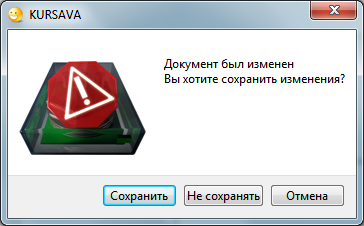 KURSAVA
Документ был изменен
Вы хотите сохранить изменения?
Сохранить
Не сохранять
Отмена